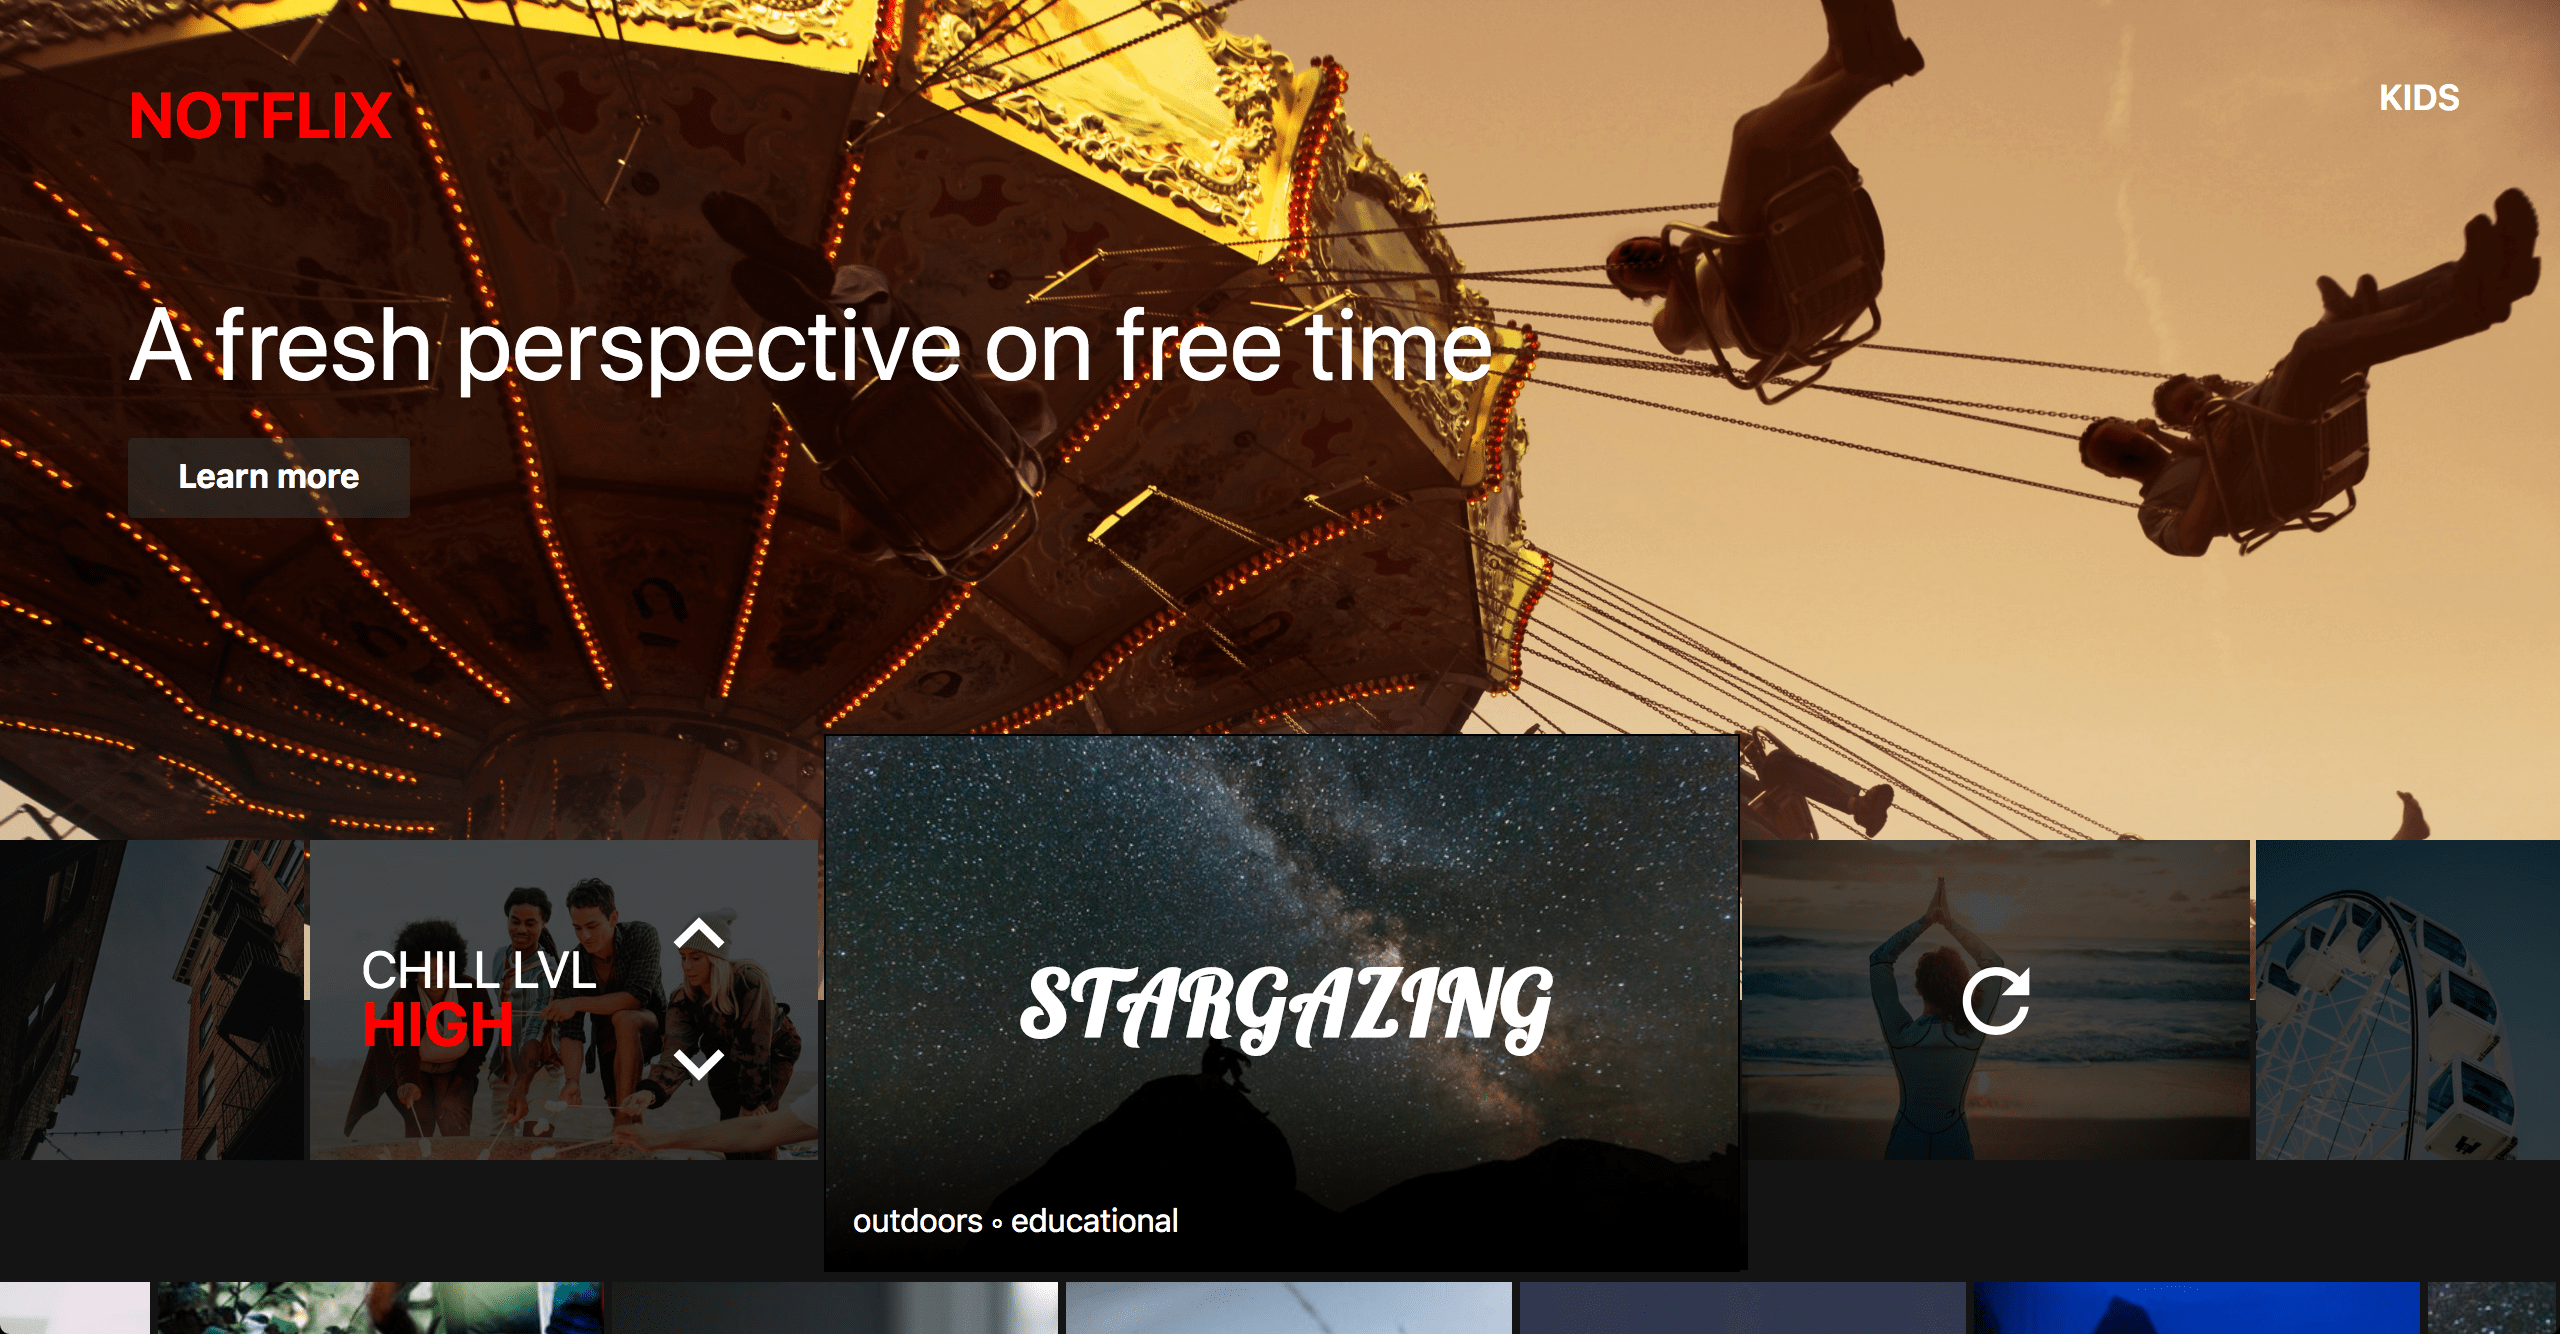 NOTFLIX
KIDS
A fresh perspective on free time
Learn more
CHILL LVL
HIGH
STARGAZING
outdoors ◦ educational